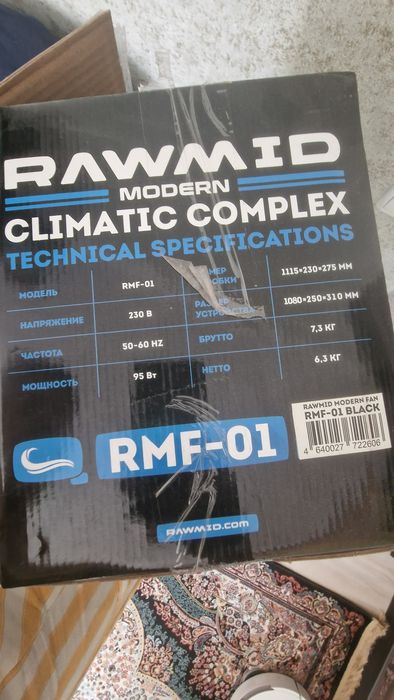 RAWMID
MODERN
CLIMATIC COMPLEX
TECHNICAL SPECIFICATIONS
МОДЕЛЬ RMF-01
НАПРЯЖЕНИЕ 230 В
ЧАСТОТА 50-60 HZ
МОЩНОСТЬ 95 Вт
1115×230×275 ММ
УСТРОЙСТВА 1080×250×310 ММ
БРУТТО 7,3 КГ
НЕТТО 6,3 КГ
RAWMID MODERN FAN
RMF-01 BLACK
4 640027 722606
RMF-01
RAWMID.COM